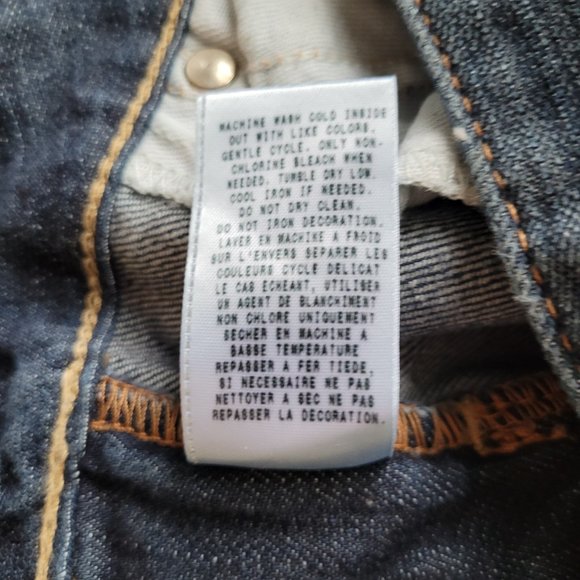 MACHINE WASH COLD INSIDE
OUT WITH LIKE COLORS.
GENTLE CYCLE. ONLY NON-
CHLORINE BLEACH WHEN
NEEDED. TUMBLE DRY LOW.
COOL IRON IF NEEDED.
DO NOT DRY CLEAN.
DO NOT IRON DECORATION.
LAVER EN MACHINE A FROID
SUR L'ENVERS SEPARER LES
COULEURS CYCLE DELICAT
LE CAS ECHEANT, UTILISER
UN AGENT DE BLANCHIMENT
NON CHLORE UNIQUEMENT
SECHER EN MACHINE A
BASSE TEMPERATURE
REPASSER A FER TIEDE,
SI NECESSAIRE NE PAS
NETTOYER A SEC NE PAS
REPASSER LA DECORATION.